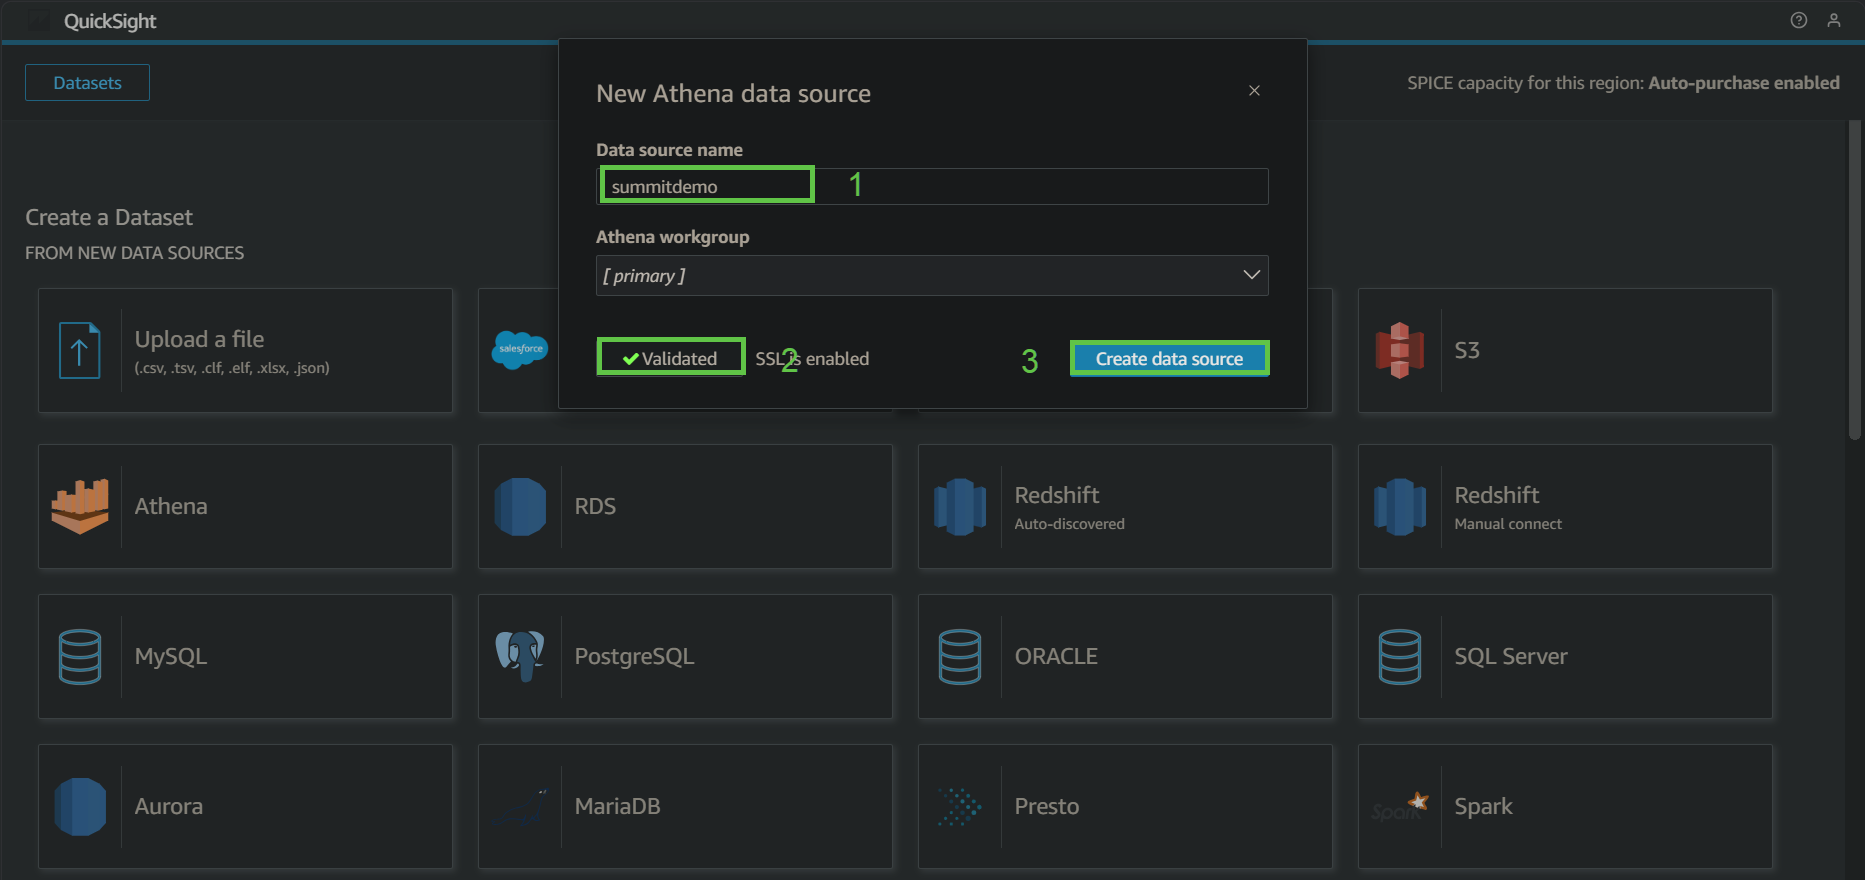 QuickSight
Datasets
SPICE capacity for this region: Auto-purchase enabled
New Athena data source
Data source name
summitdemo 1
Athena workgroup
[ primary ]
Validated SSL is enabled 2
3 Create data source
Create a Dataset
FROM NEW DATA SOURCES
Upload a file
(.csv, .tsv, .clf, .elf, .xlsx, .json)
salesforce
S3
Athena
RDS
Redshift
Auto-discovered
Redshift
Manual connect
MySQL
PostgreSQL
ORACLE
SQL Server
Aurora
MariaDB
Presto
Spark
Spark